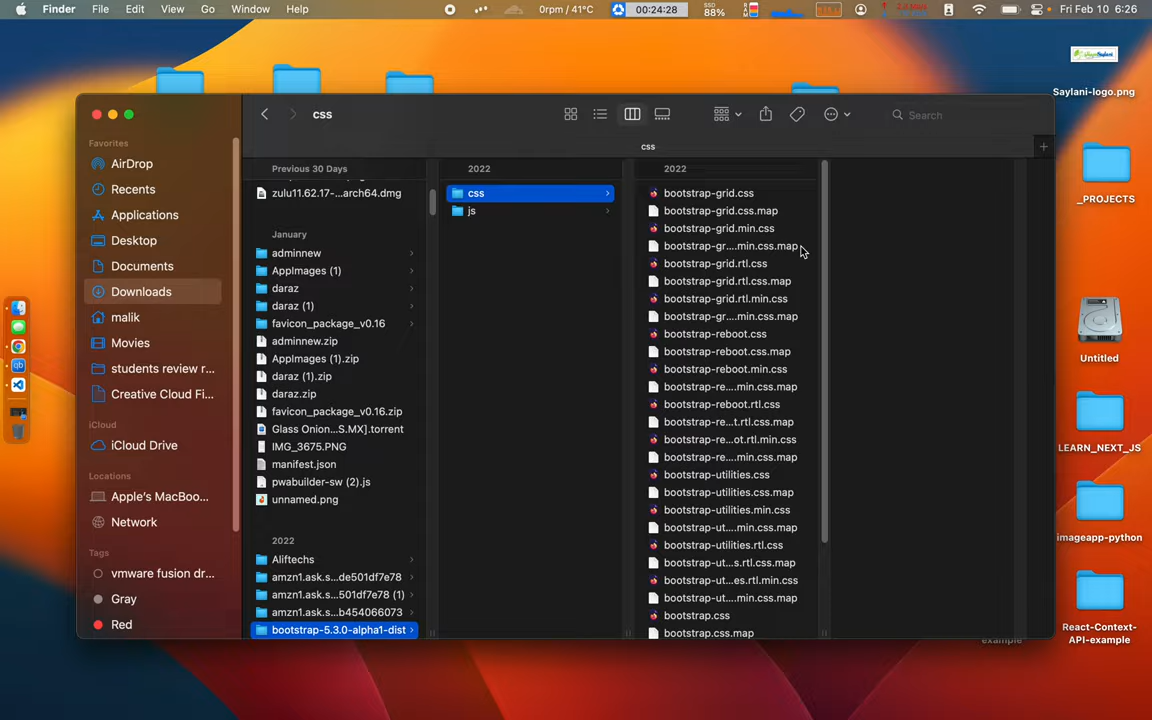 Finder File Edit View Go Window Help 0rpm / 41°C 00:24:28 SSD 88% Fri Feb 10 6:26
Saylani-logo.png
css
Search
css
Favorites
AirDrop
Recents
Applications
Desktop
Documents
Downloads
malik
Movies
students review r...
Creative Cloud Fi...
iCloud
iCloud Drive
Locations
Apple's MacBoo...
Network
Tags
vmware fusion dr...
Gray
Red
Previous 30 Days
zulu11.62.17-...arch64.dmg
January
adminnew
AppImages (1)
daraz
daraz (1)
favicon_package_v0.16
adminnew.zip
AppImages (1).zip
daraz (1).zip
daraz.zip
favicon_package_v0.16.zip
Glass Onion...S.MX].torrent
IMG_3675.PNG
manifest.json
pwabuilder-sw (2).js
unnamed.png
2022
Aliftechs
amzn1.ask.s...de501df7e78
amzn1.ask.s...501df7e78 (1)
amzn1.ask.s...b454066073
bootstrap-5.3.0-alpha1-dist
2022
css
js
2022
bootstrap-grid.css
bootstrap-grid.css.map
bootstrap-grid.min.css
bootstrap-gr....min.css.map
bootstrap-grid.rtl.css
bootstrap-grid.rtl.css.map
bootstrap-grid.rtl.min.css
bootstrap-gr....min.css.map
bootstrap-reboot.css
bootstrap-reboot.css.map
bootstrap-reboot.min.css
bootstrap-re....min.css.map
bootstrap-reboot.rtl.css
bootstrap-re...t.rtl.css.map
bootstrap-re...ot.rtl.min.css
bootstrap-re....min.css.map
bootstrap-utilities.css
bootstrap-utilities.css.map
bootstrap-utilities.min.css
bootstrap-ut....min.css.map
bootstrap-utilities.rtl.css
bootstrap-ut...s.rtl.css.map
bootstrap-ut...es.rtl.min.css
bootstrap-ut....min.css.map
bootstrap.css
bootstrap.css.map
_PROJECTS
Untitled
LEARN_NEXT_JS
imageapp-python
React-Context-
API-example
example